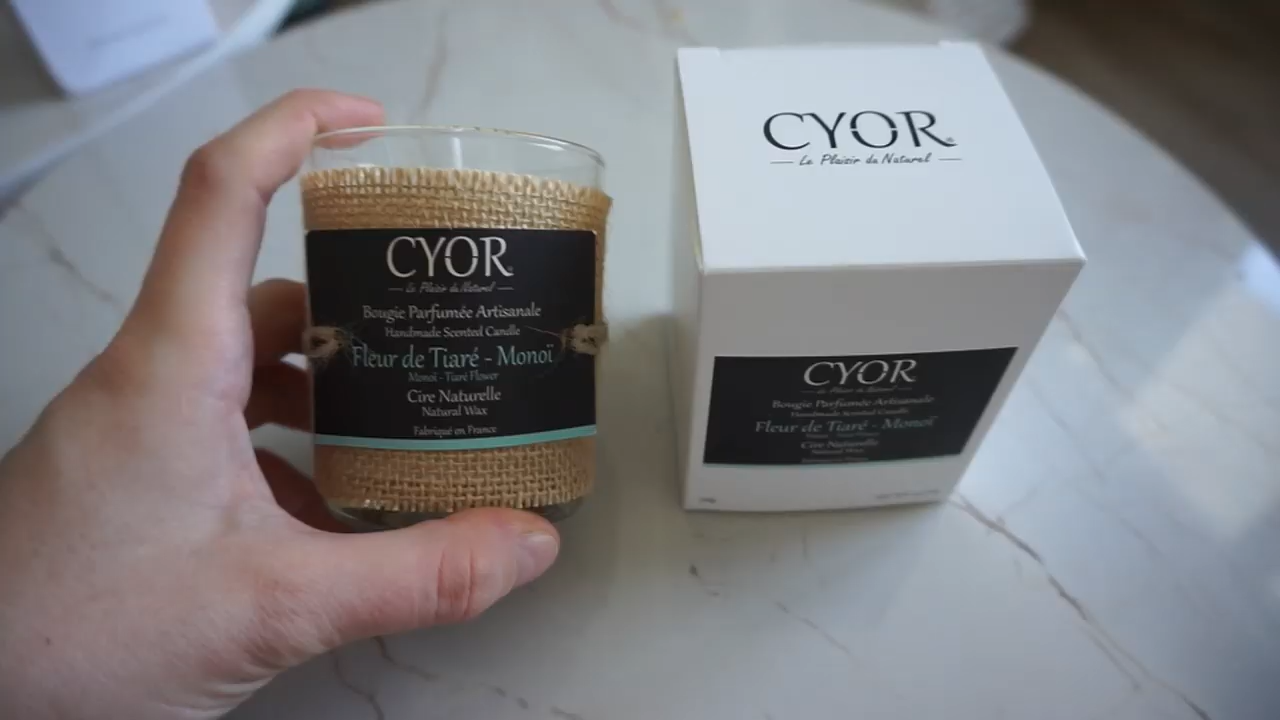 CYOR
Le Plaisir du Naturel
Bougie Parfumée Artisanale
Handmade Scented Candle
Fleur de Tiaré - Monoï
Monoï - Tiaré Flower
Cire Naturelle
Natural Wax
Fabriqué en France
CYOR
Le Plaisir du Naturel
CYOR
Bougie Parfumée Artisanale
Handmade Scented Candle
Fleur de Tiaré - Monoï
Cire Naturelle
Natural Wax